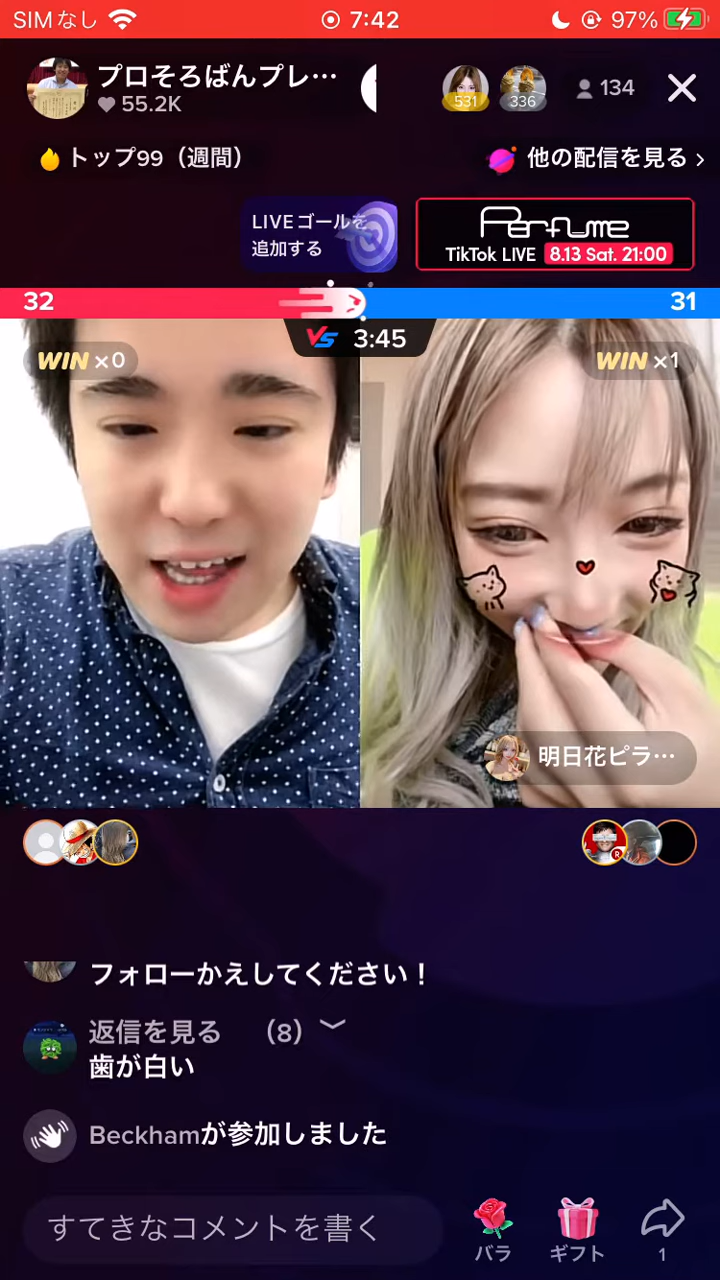 SIMなし
7:42
97%
プロそろばんプレ…
55.2K
531
336
134
トップ99（週間）
他の配信を見る
LIVEゴールを
追加する
Perfume
TikTok LIVE 8.13 Sat. 21:00
32
31
VS 3:45
WIN ×0
WIN ×1
明日花ピラ…
R
フォローかえしてください！
返信を見る （8）
歯が白い
Beckhamが参加しました
すてきなコメントを書く
バラ
ギフト
1